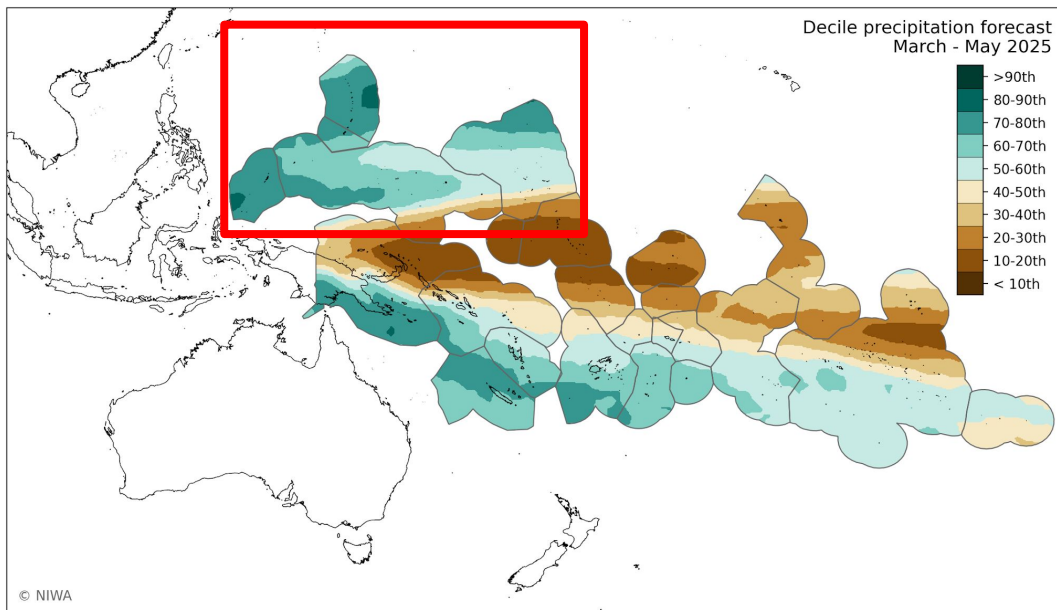 Decile precipitation forecast
March - May 2025
>90th
80-90th
70-80th
60-70th
50-60th
40-50th
30-40th
20-30th
10-20th
< 10th
© NIWA